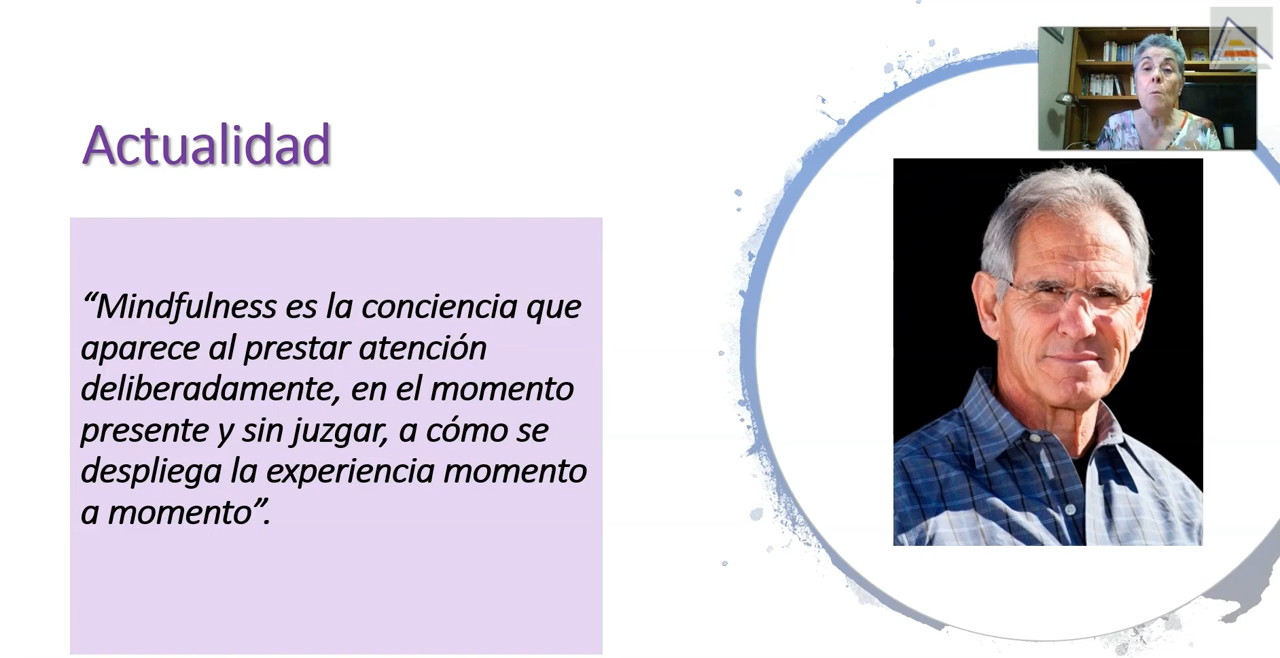 Actualidad
“Mindfulness es la conciencia que
aparece al prestar atención
deliberadamente, en el momento
presente y sin juzgar, a cómo se
despliega la experiencia momento
a momento”.